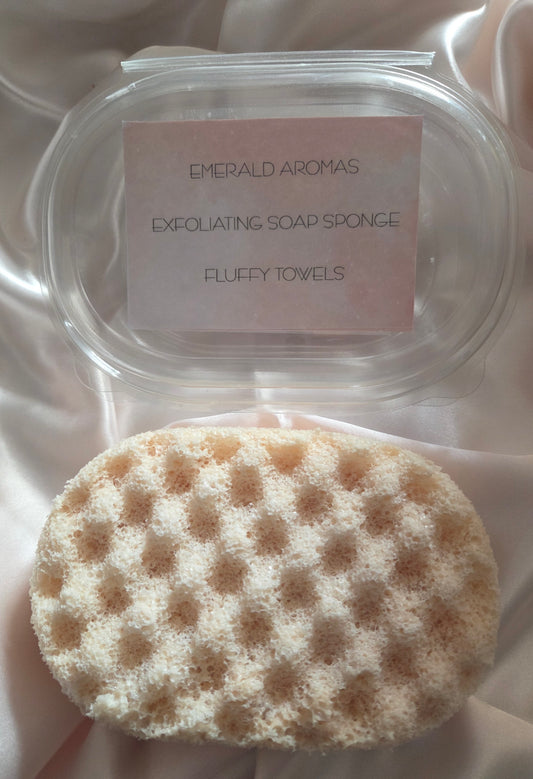 EMERALD AROMAS
EXFOLIATING SOAP SPONGE
FLUFFY TOWELS